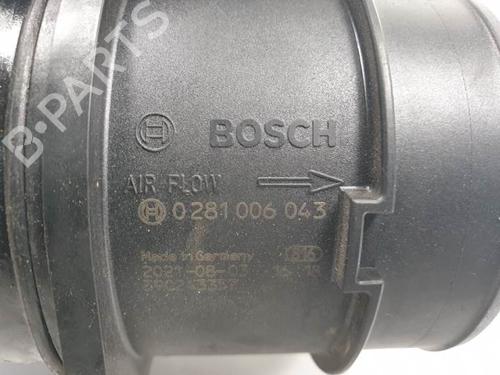 B-PARTS
BOSCH
AIR FLOW
0 281 006 043
Made in Germany
2021-08-03